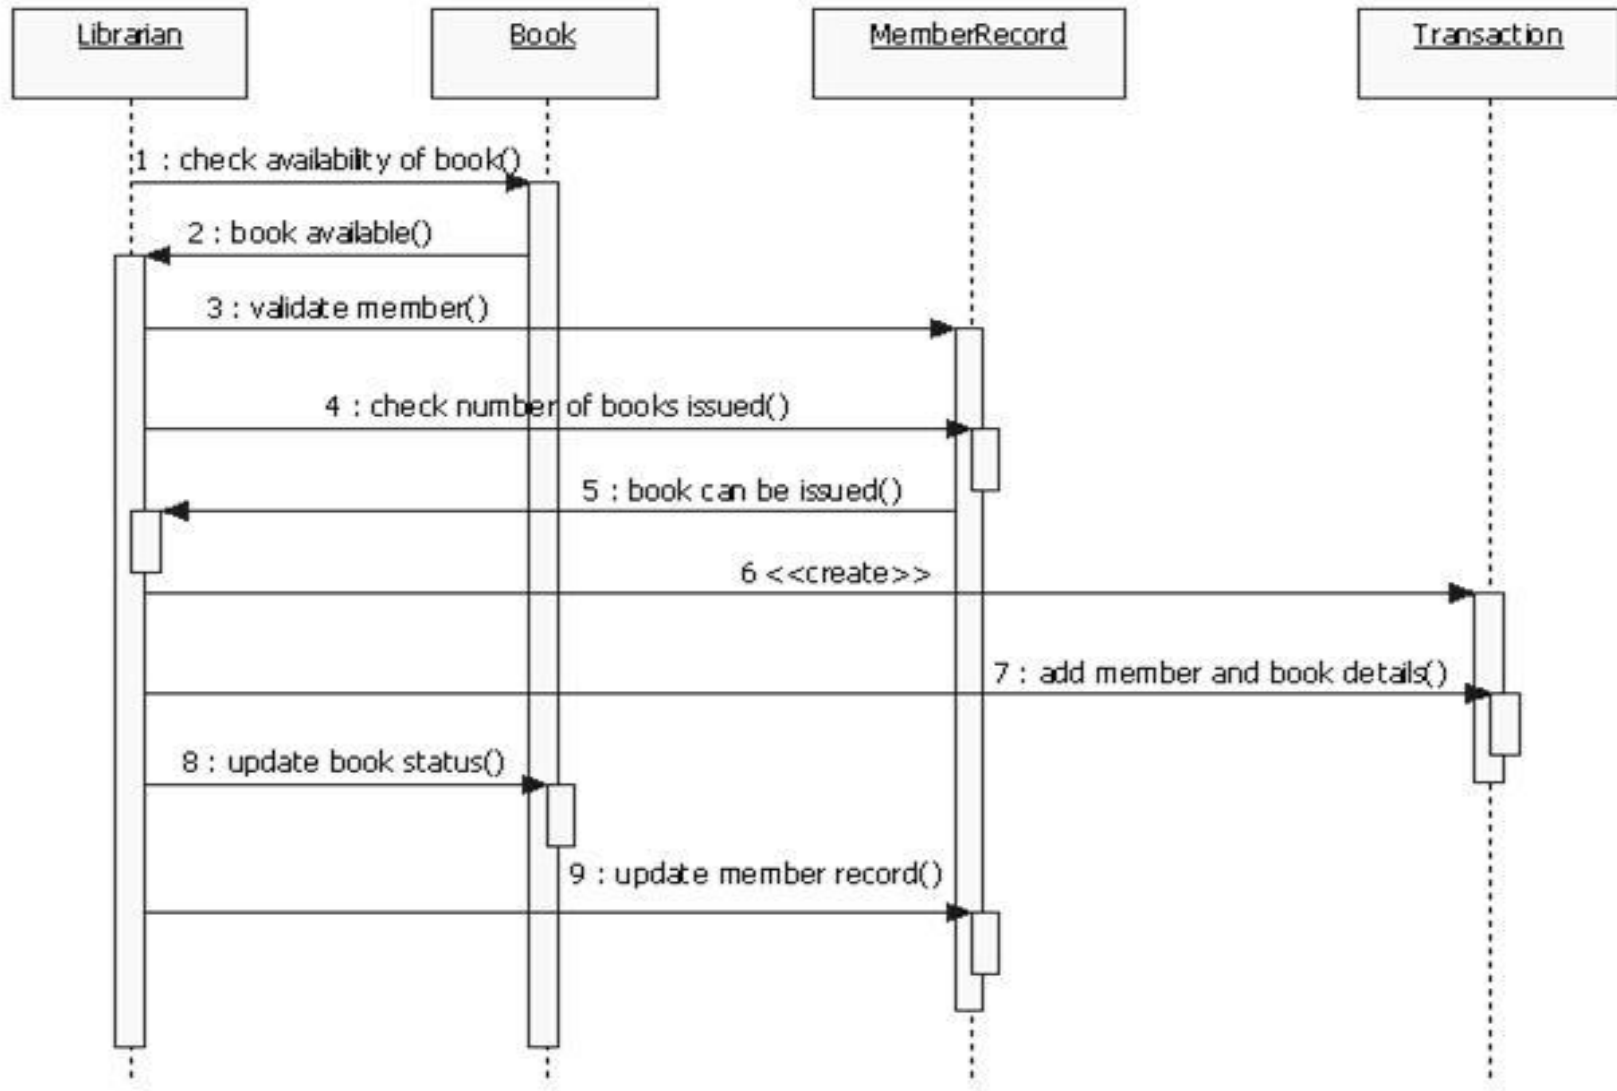 Librarian
Book
MemberRecord
Transaction
1 : check availability of book()
2 : book available()
3 : validate member()
4 : check number of books issued()
5 : book can be issued()
6 <<create>>
7 : add member and book details()
8 : update book status()
9 : update member record()